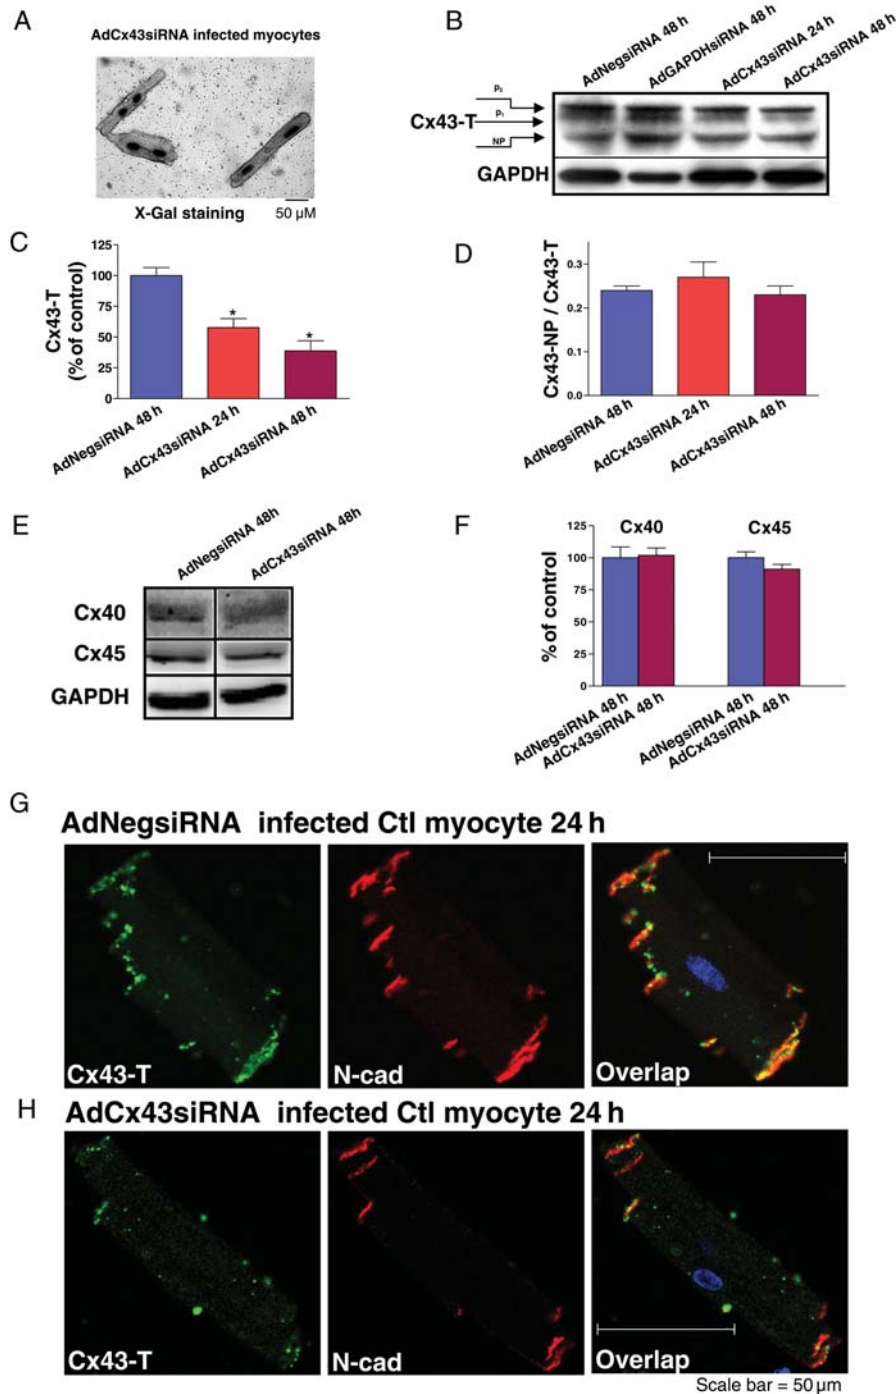 A
AdCx43siRNA infected myocytes
X-Gal staining
50 µM
B
AdNegsiRNA 48 h
AdGAPDHsiRNA 48 h
AdCx43siRNA 24 h
AdCx43siRNA 48 h
P₂
Cx43-T
P₁
NP
GAPDH
C
Cx43-T
(% of control)
125
100
75
50
25
0
*
*
AdNegsiRNA 48 h
AdCx43siRNA 24 h
AdCx43siRNA 48 h
D
Cx43-NP / Cx43-T
0.3
0.2
0.1
0.0
AdNegsiRNA 48 h
AdCx43siRNA 24 h
AdCx43siRNA 48 h
E
AdNegsiRNA 48h
AdCx43siRNA 48h
Cx40
Cx45
GAPDH
F
Cx40
Cx45
% of control
125
100
75
50
25
0
AdNegsiRNA 48 h
AdCx43siRNA 48 h
AdNegsiRNA 48 h
AdCx43siRNA 48 h
G
AdNegsiRNA infected Ctl myocyte 24 h
Cx43-T
N-cad
Overlap
H
AdCx43siRNA infected Ctl myocyte 24 h
Cx43-T
N-cad
Overlap
Scale bar = 50 µm